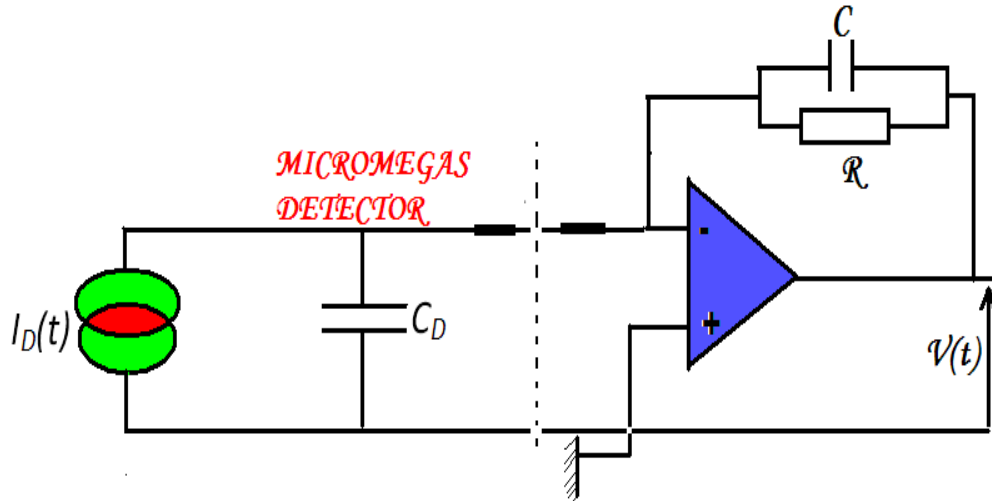 C
R
MICROMEGAS
DETECTOR
-
+
I_D(t)
C_D
V(t)